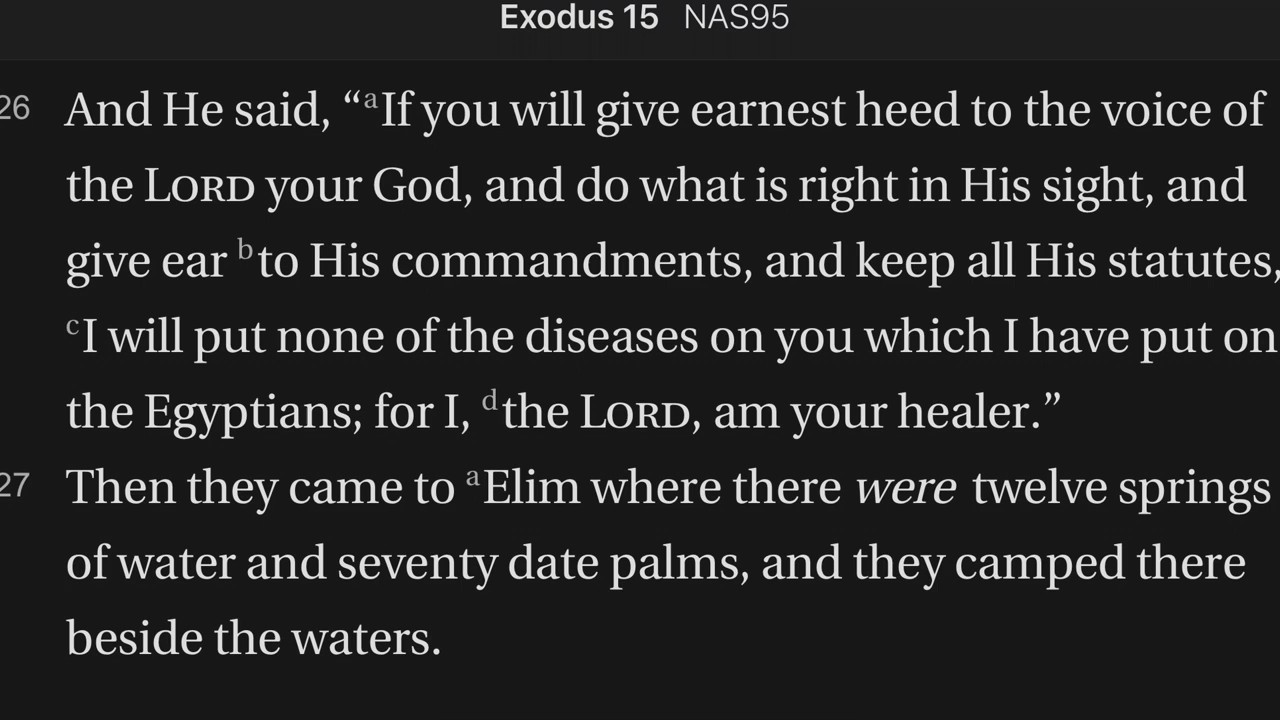 Exodus 15 NAS95
26 And He said, “aIf you will give earnest heed to the voice of
the LORD your God, and do what is right in His sight, and
give ear bto His commandments, and keep all His statutes,
cI will put none of the diseases on you which I have put on
the Egyptians; for I, dthe LORD, am your healer.”
27 Then they came to aElim where there were twelve springs
of water and seventy date palms, and they camped there
beside the waters.